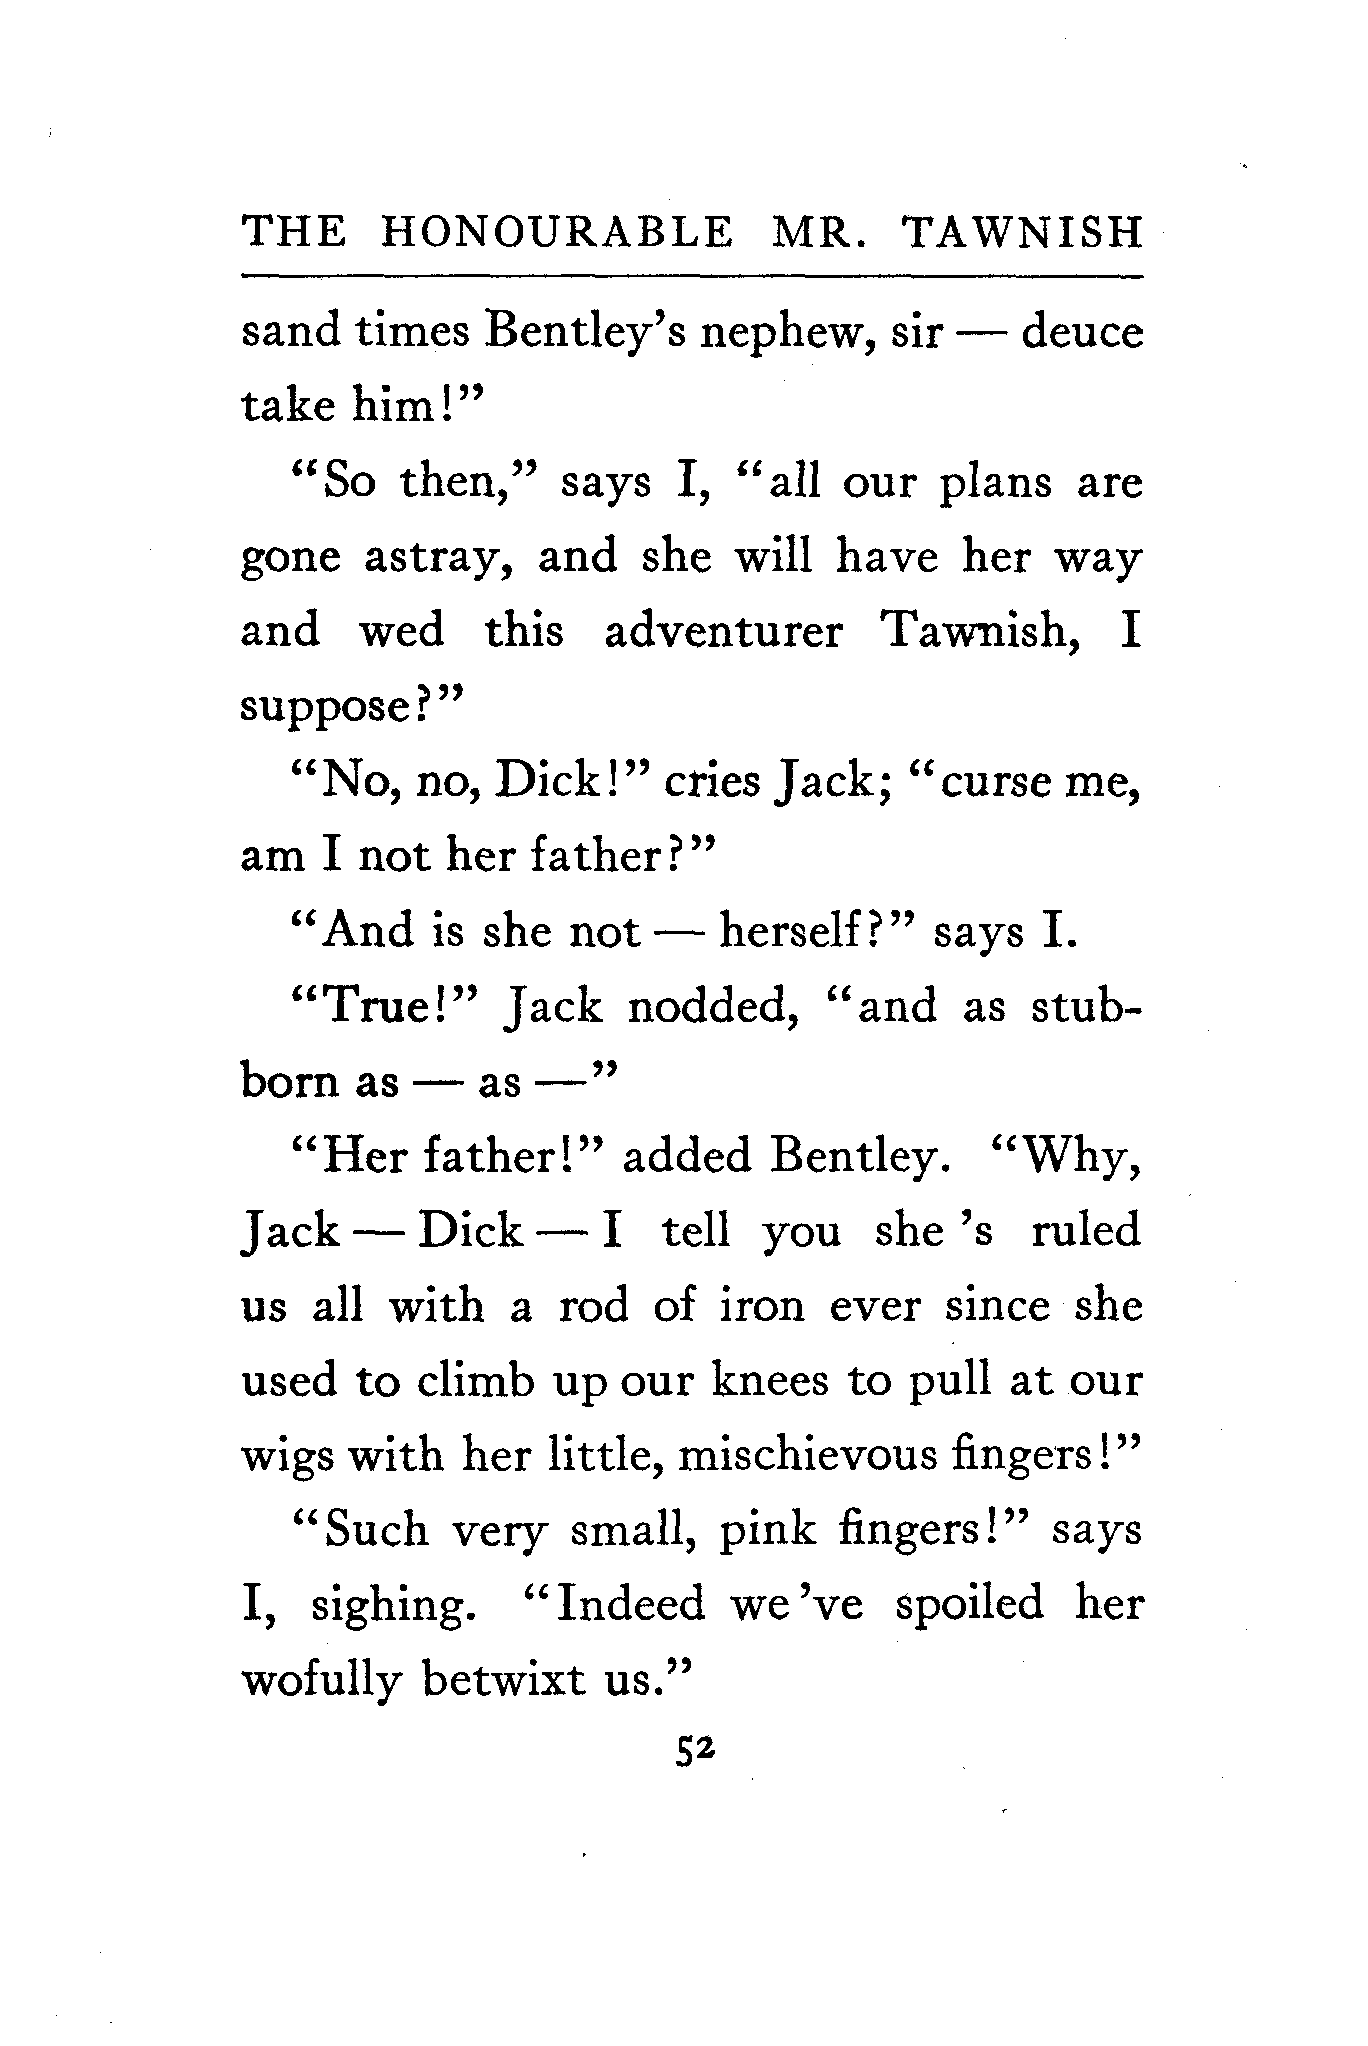 THE HONOURABLE MR. TAWNISH
sand times Bentley's nephew, sir — deuce
take him!"
"So then," says I, "all our plans are
gone astray, and she will have her way
and wed this adventurer Tawnish, I
suppose?"
"No, no, Dick!" cries Jack; "curse me,
am I not her father?"
"And is she not — herself?" says I.
"True!" Jack nodded, "and as stub-
born as — as —"
"Her father!" added Bentley. "Why,
Jack — Dick — I tell you she 's ruled
us all with a rod of iron ever since she
used to climb up our knees to pull at our
wigs with her little, mischievous fingers!"
"Such very small, pink fingers!" says
I, sighing. "Indeed we 've spoiled her
wofully betwixt us."
52